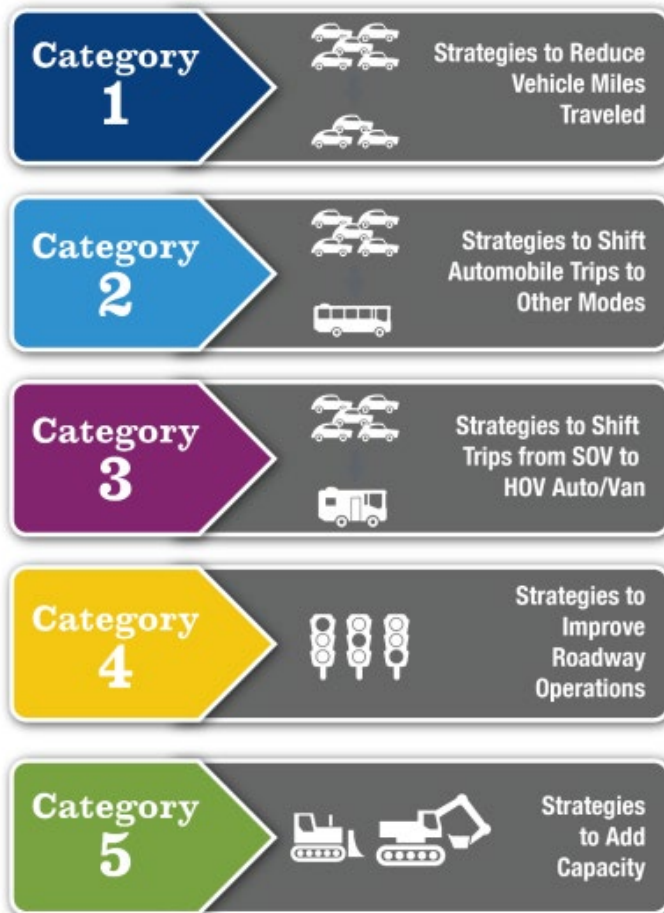 Category
1
Strategies to Reduce
Vehicle Miles
Traveled
Category
2
Strategies to Shift
Automobile Trips to
Other Modes
Category
3
Strategies to Shift
Trips from SOV to
HOV Auto/Van
Category
4
Strategies to
Improve
Roadway
Operations
Category
5
Strategies
to Add
Capacity